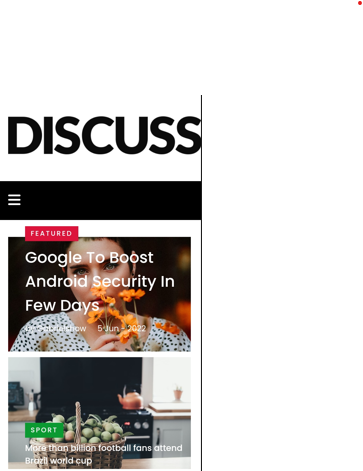 DISCUSS
FEATURED
Google To Boost
Android Security In
Few Days
5 Jun - 2022
SPORT
More than billion football fans attend
Brazil world cup